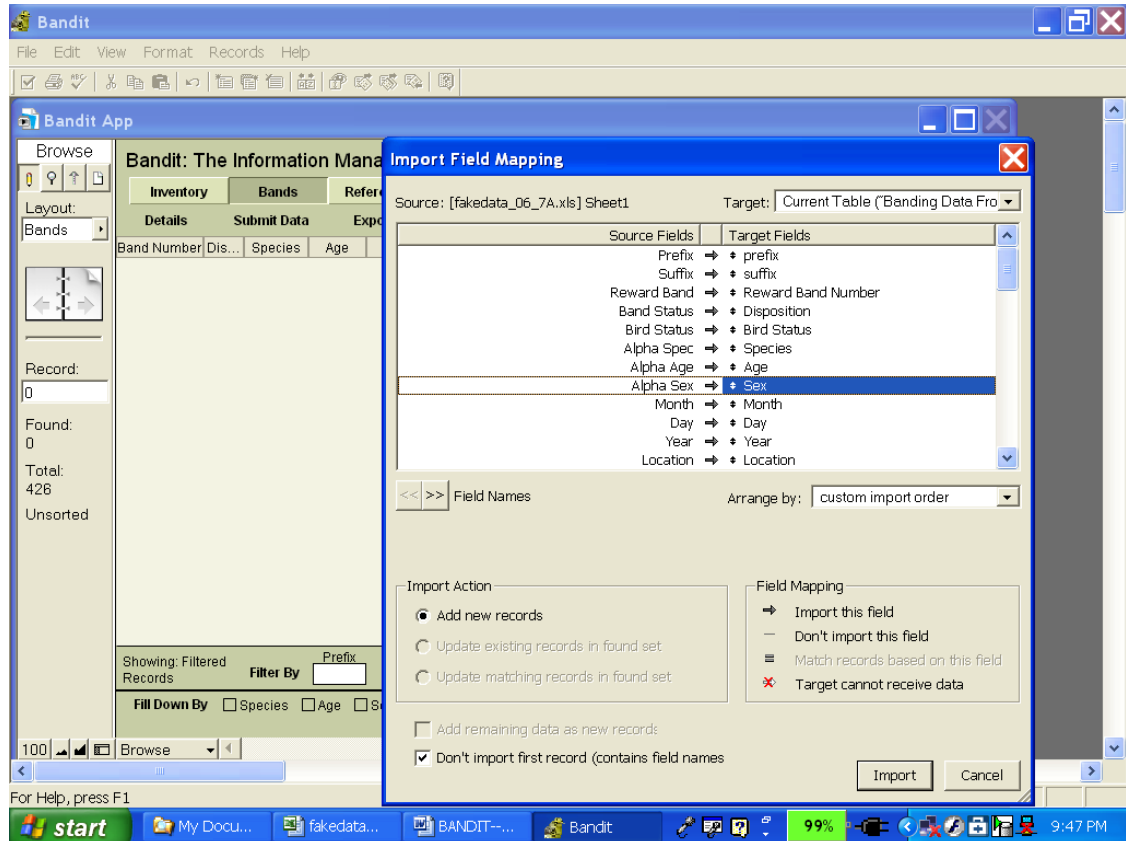 Bandit
File Edit View Format Records Help
Bandit App
Browse
Layout:
Bands
Record:
0
Found:
0
Total:
426
Unsorted
Bandit: The Information Mana
Inventory Bands Refere
Details Submit Data Expo
Band Number Dis... Species Age
Showing: Filtered
Records
Filter By
Prefix
Fill Down By Species Age
100 Browse
For Help, press F1
Import Field Mapping
Source: [fakedata_06_7A.xls] Sheet1 Target: Current Table ("Banding Data Fro
Source Fields Target Fields
Prefix prefix
Suffix suffix
Reward Band Reward Band Number
Band Status Disposition
Bird Status Bird Status
Alpha Spec Species
Alpha Age Age
Alpha Sex Sex
Month Month
Day Day
Year Year
Location Location
<< >> Field Names Arrange by: custom import order
Import Action
Add new records
Update existing records in found set
Update matching records in found set
Add remaining data as new records
Don't import first record (contains field names
Field Mapping
Import this field
Don't import this field
Match records based on this field
Target cannot receive data
Import Cancel
start My Docu... fakedata... BANDIT--... Bandit 99% 9:47 PM